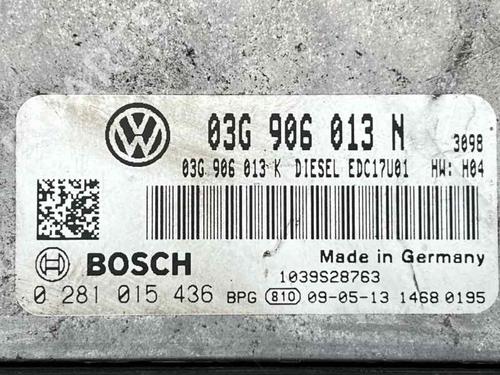 03G 906 013 N 3098
03G 906 013 K DIESEL EDC17U01 HW: H04
BOSCH
Made in Germany
1039S28763
0 281 015 436 BPG 810 09-05-13 1468 0195